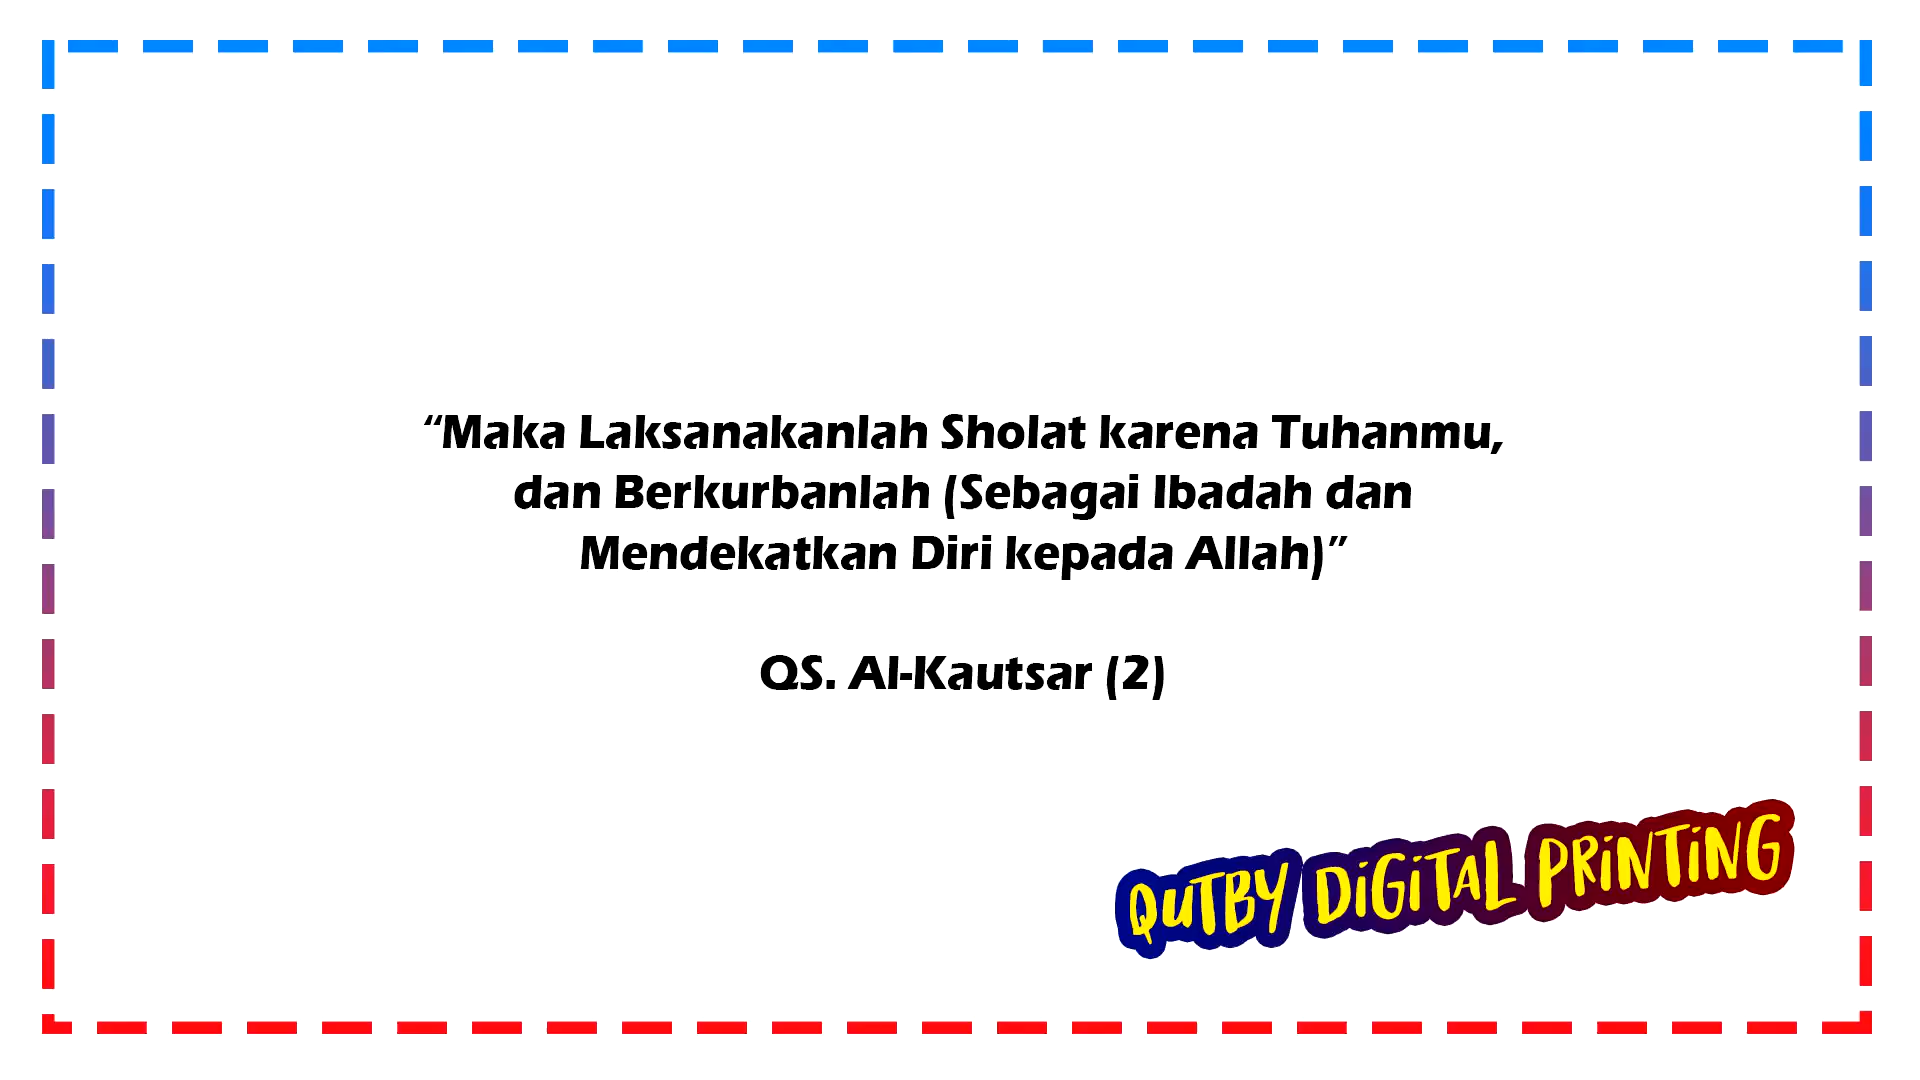 “Maka Laksanakanlah Sholat karena Tuhanmu,
dan Berkurbanlah (Sebagai Ibadah dan
Mendekatkan Diri kepada Allah)”
QS. Al-Kautsar (2)
QUTBY DiGiTAL PRiNTiNG